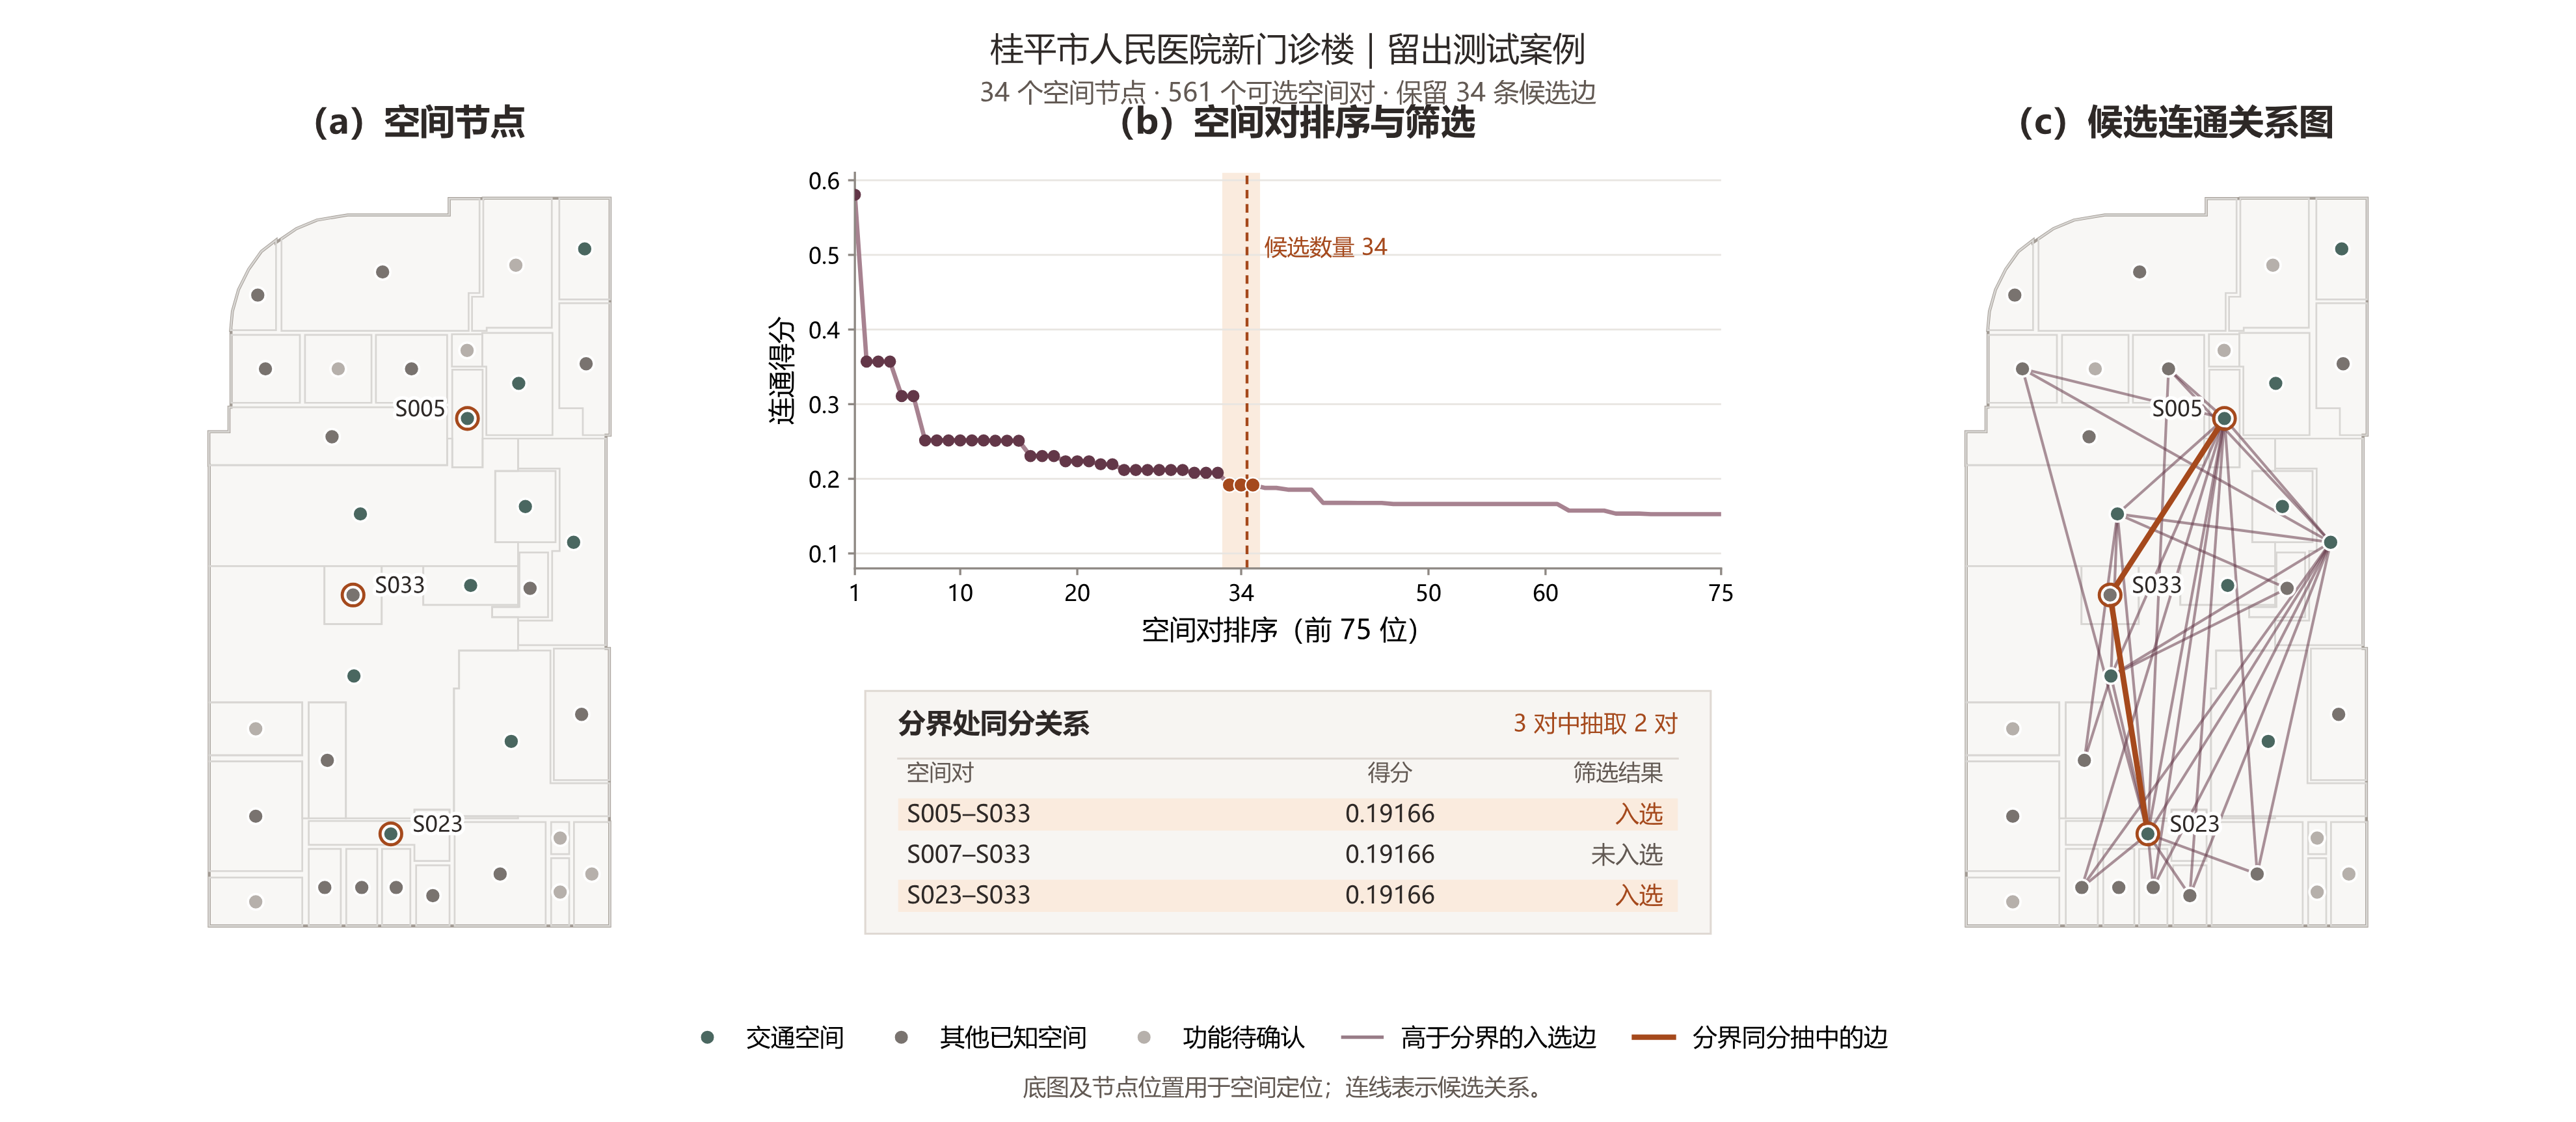 桂平市人民医院新门诊楼｜留出测试案例
34 个空间节点 · 561 个可选空间对 · 保留 34 条候选边
（a）空间节点
S005
S033
S023
（b）空间对排序与筛选
0.6
0.5
0.4
0.3
0.2
0.1
连通得分
候选数量 34
1 10 20 34 50 60 75
空间对排序（前 75 位）
分界处同分关系 3 对中抽取 2 对
空间对 得分 筛选结果
S005–S033 0.19166 入选
S007–S033 0.19166 未入选
S023–S033 0.19166 入选
（c）候选连通关系图
S005
S033
S023
交通空间 其他已知空间 功能待确认 高于分界的入选边 分界同分抽中的边
底图及节点位置用于空间定位；连线表示候选关系。